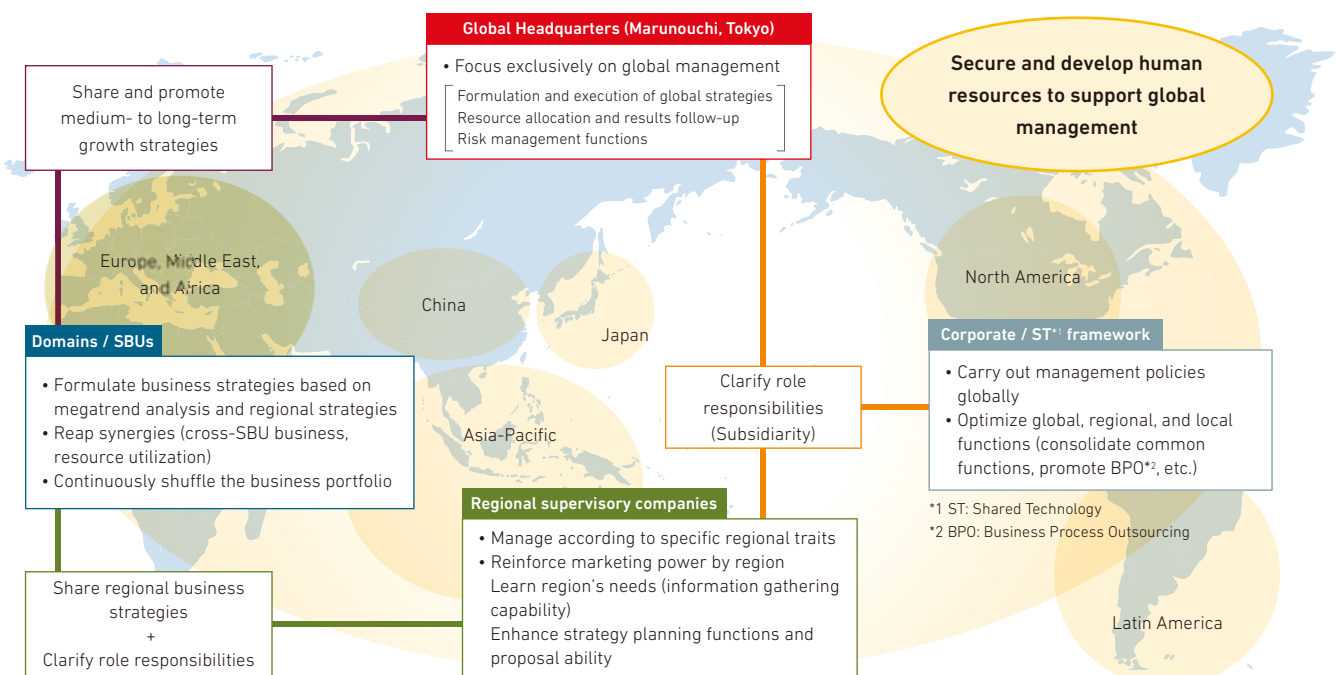 Global Headquarters (Marunouchi, Tokyo)
• Focus exclusively on global management
Formulation and execution of global strategies
Resource allocation and results follow-up
Risk management functions
Secure and develop human
resources to support global
management
Share and promote
medium- to long-term
growth strategies
Europe, Middle East,
and Africa
China
Japan
North America
Asia-Pacific
Latin America
Domains / SBUs
• Formulate business strategies based on
megatrend analysis and regional strategies
• Reap synergies (cross-SBU business,
resource utilization)
• Continuously shuffle the business portfolio
Clarify role
responsibilities
(Subsidiarity)
Corporate / ST*1 framework
• Carry out management policies
globally
• Optimize global, regional, and local
functions (consolidate common
functions, promote BPO*2, etc.)
*1 ST: Shared Technology
*2 BPO: Business Process Outsourcing
Regional supervisory companies
• Manage according to specific regional traits
• Reinforce marketing power by region
Learn region's needs (information gathering
capability)
Enhance strategy planning functions and
proposal ability
Share regional business
strategies
+
Clarify role responsibilities